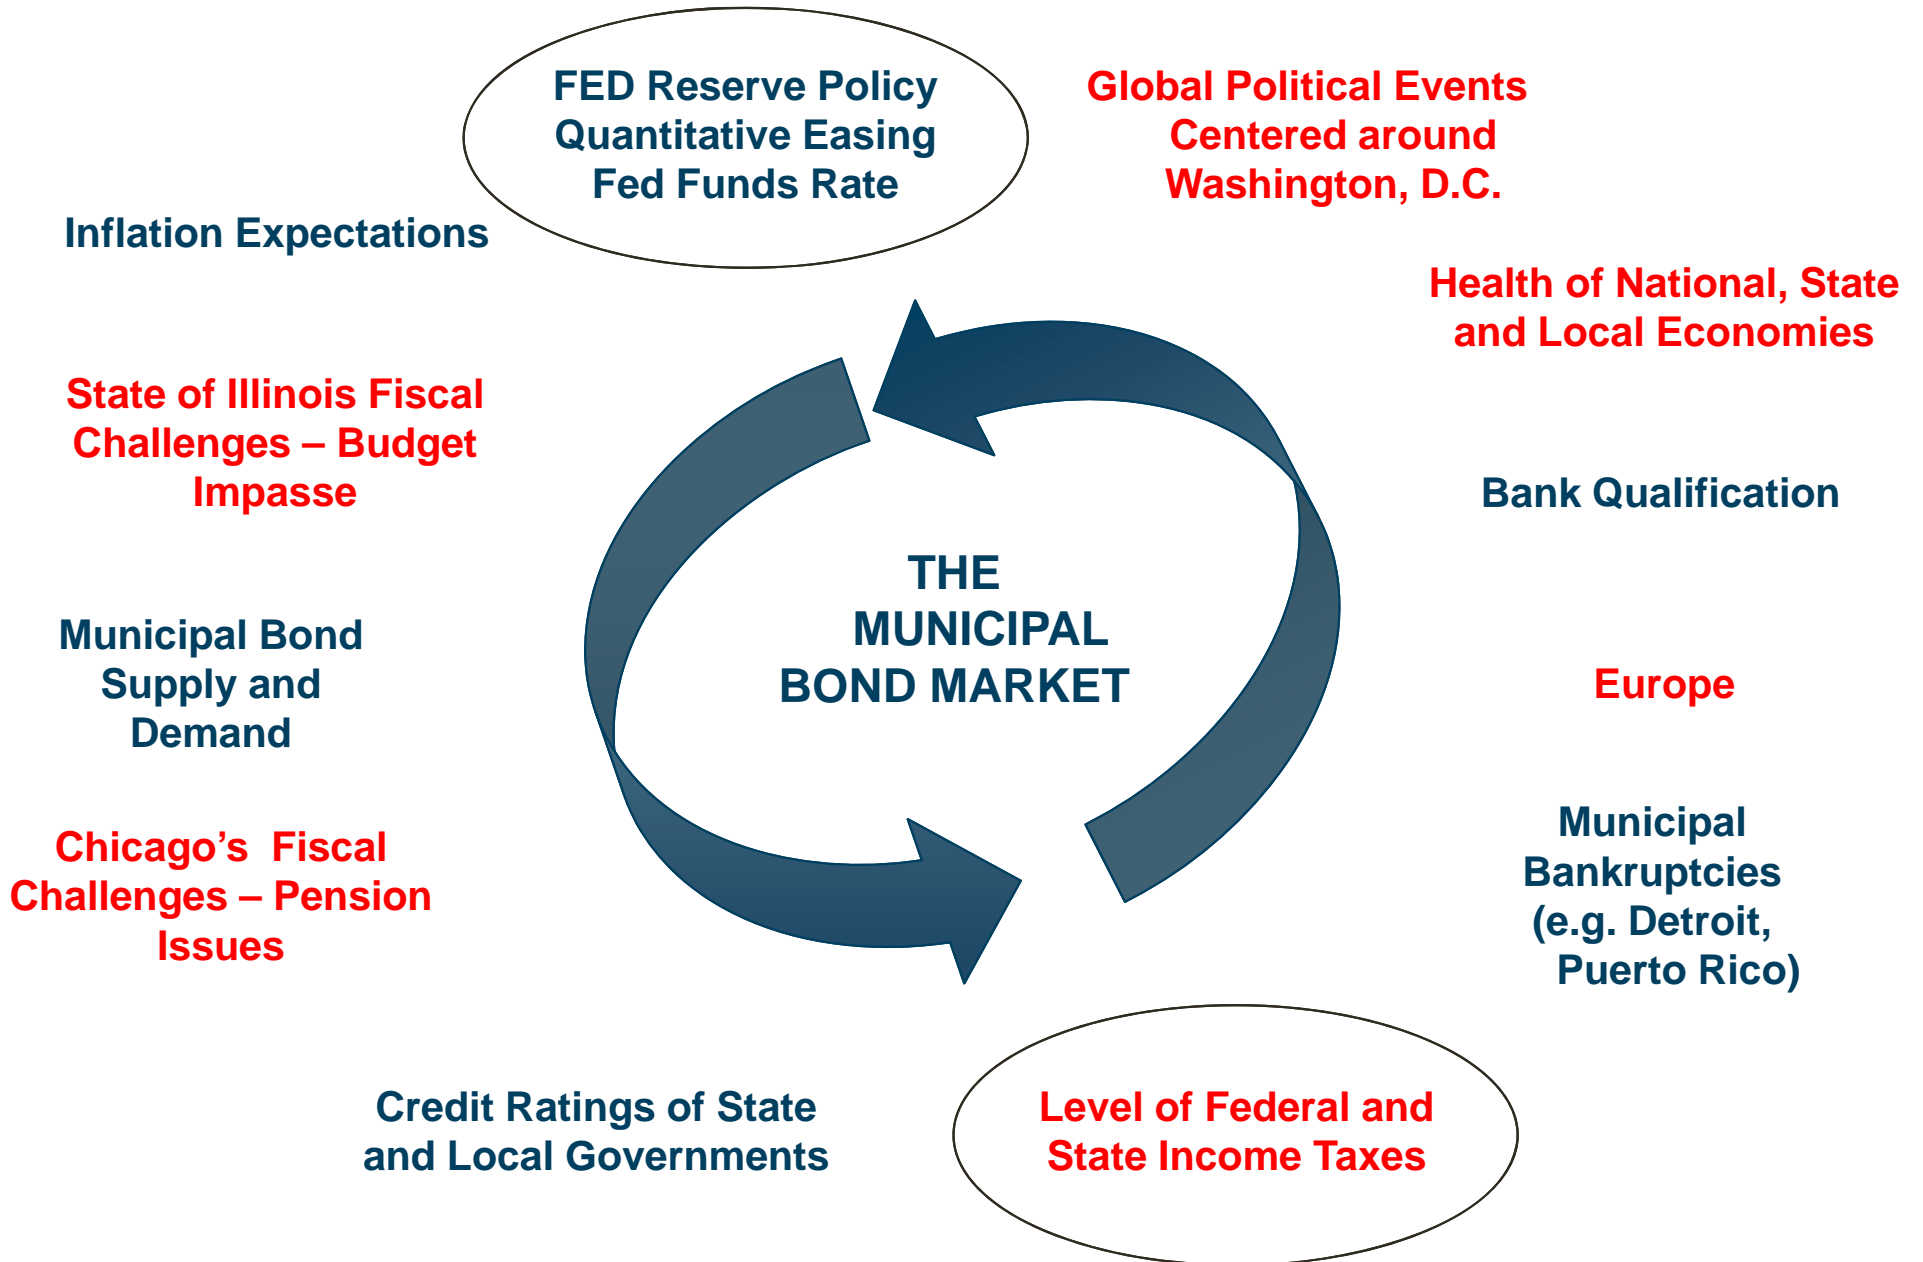 FED Reserve Policy
Quantitative Easing
Fed Funds Rate
Global Political Events
Centered around
Washington, D.C.
Inflation Expectations
Health of National, State
and Local Economies
State of Illinois Fiscal
Challenges – Budget
Impasse
Bank Qualification
THE
MUNICIPAL
BOND MARKET
Municipal Bond
Supply and
Demand
Europe
Chicago’s  Fiscal
Challenges – Pension
Issues
Municipal
Bankruptcies
(e.g. Detroit,
Puerto Rico)
Credit Ratings of State
and Local Governments
Level of Federal and
State Income Taxes